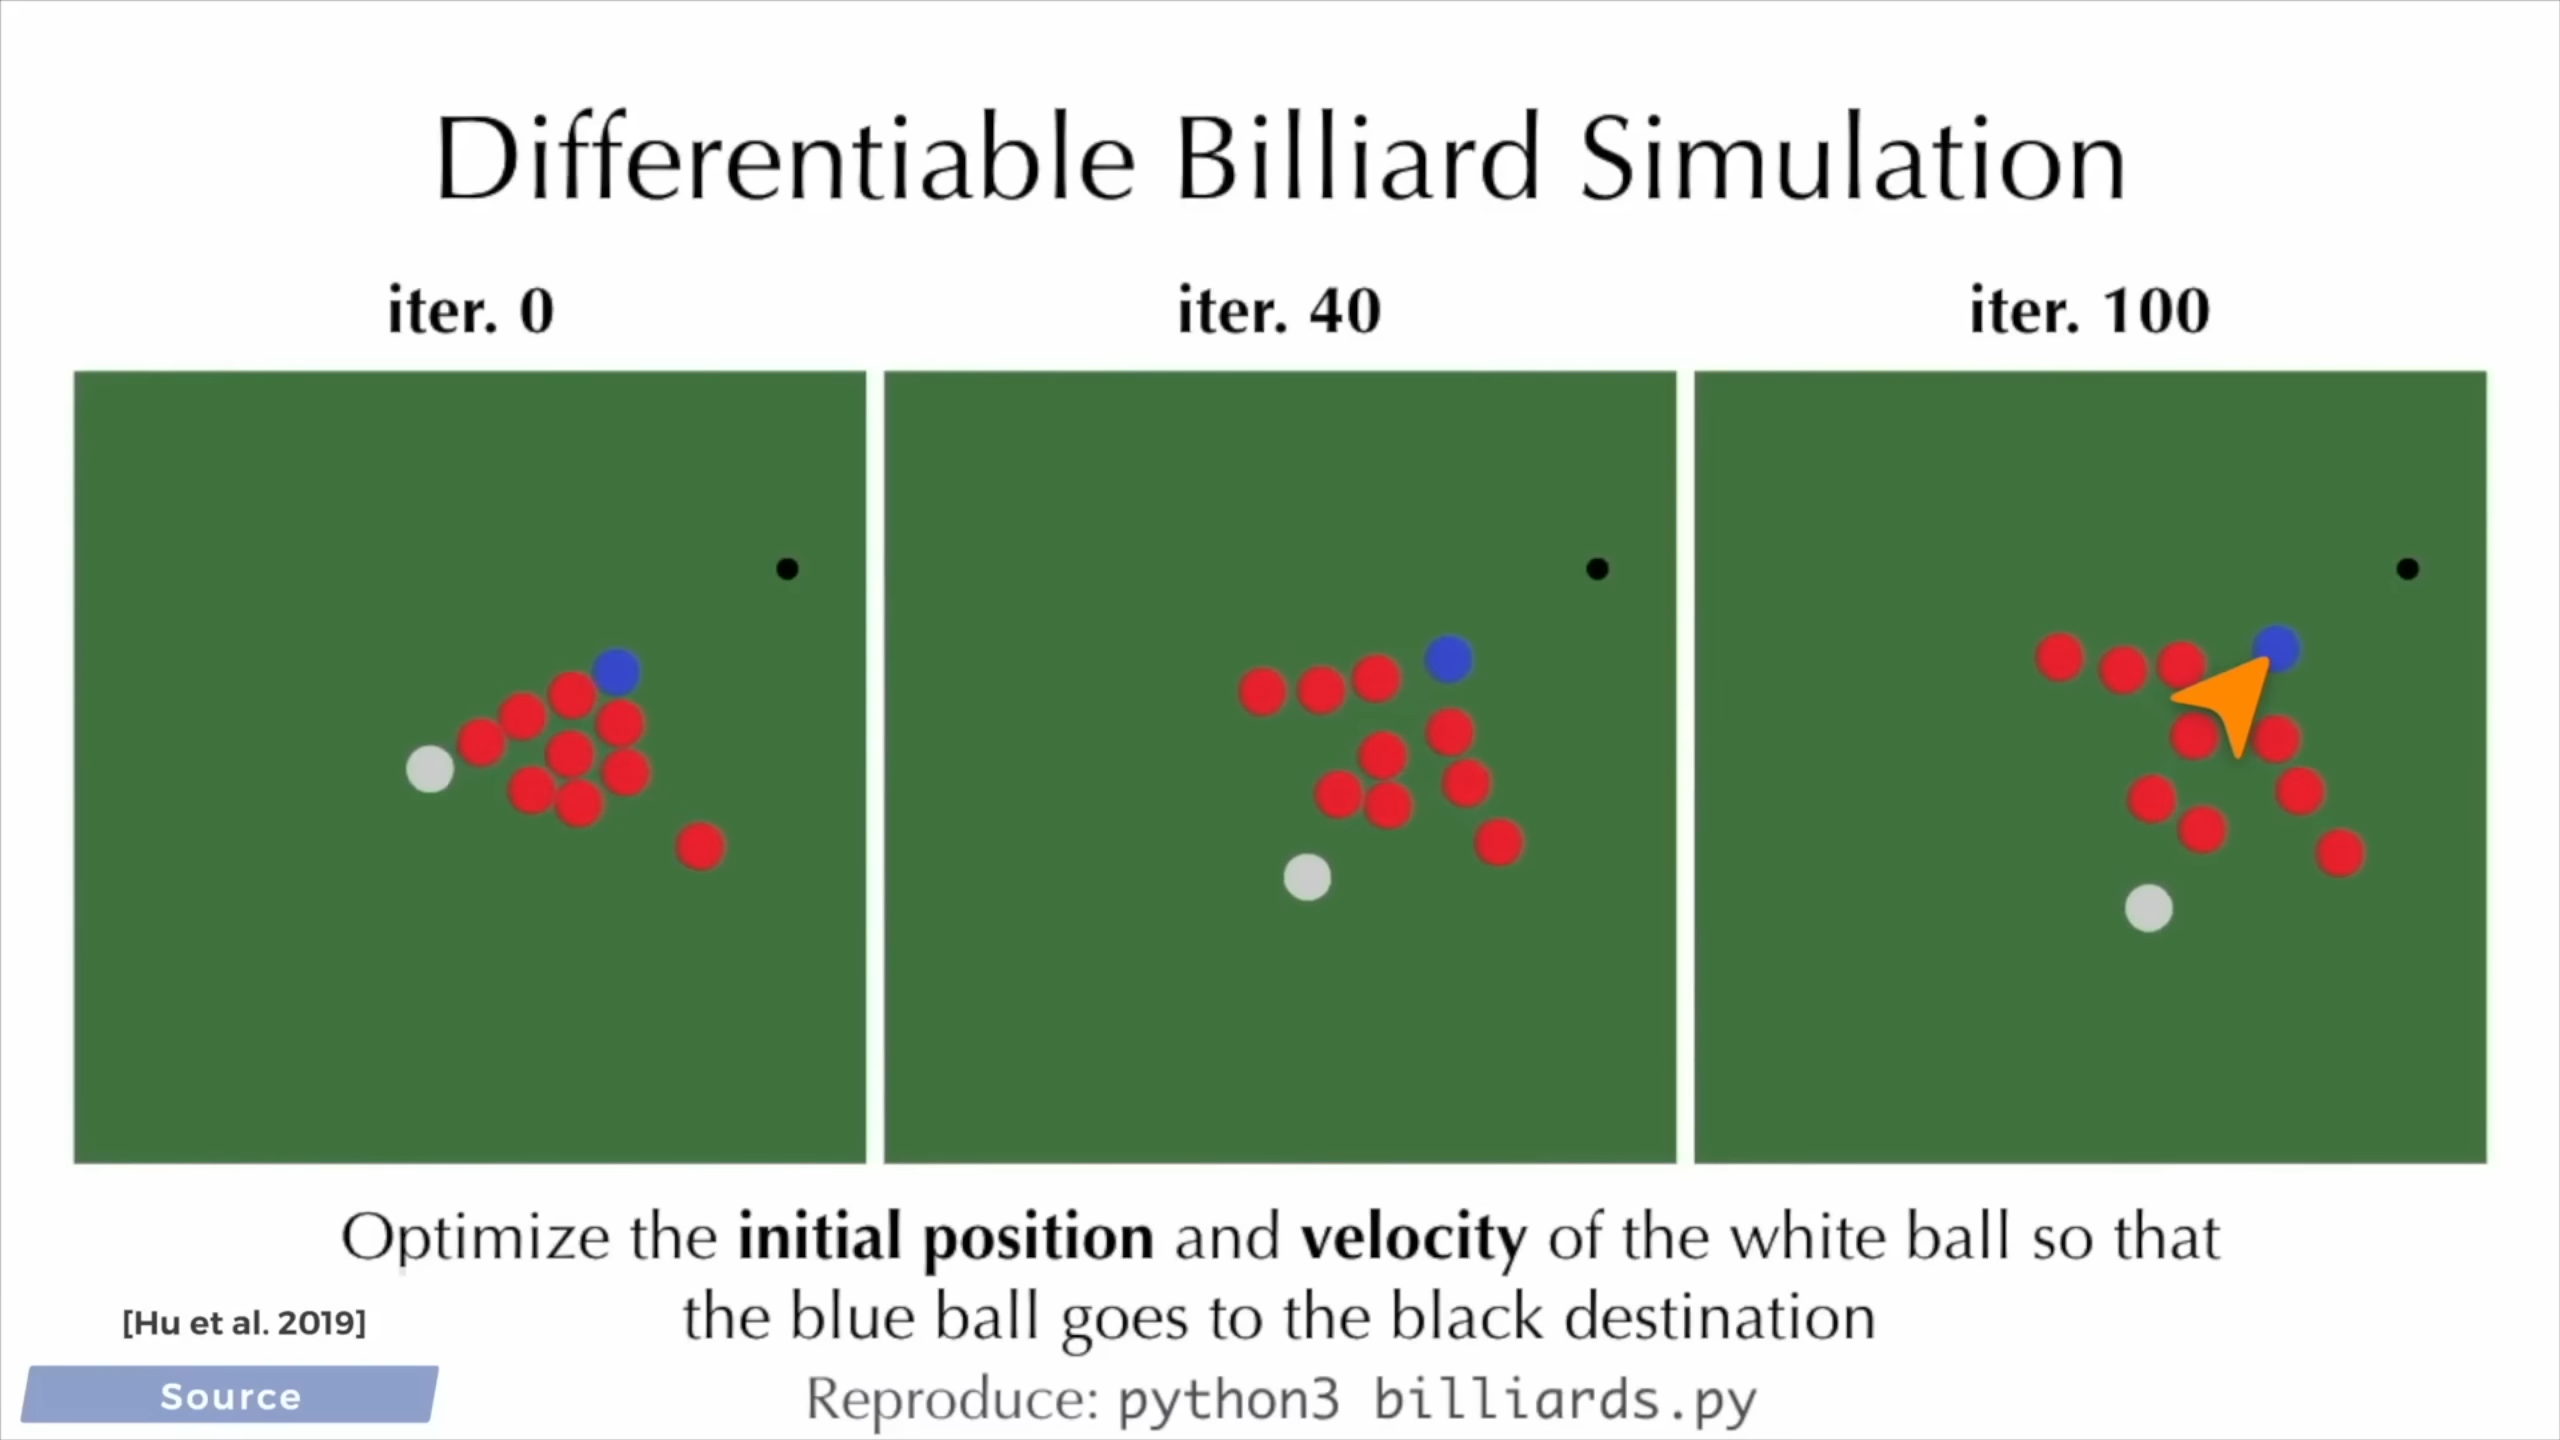 Differentiable Billiard Simulation
iter. 0
iter. 40
iter. 100
Optimize the initial position and velocity of the white ball so that
the blue ball goes to the black destination
[Hu et al. 2019]
Source
Reproduce: python3 billiards.py